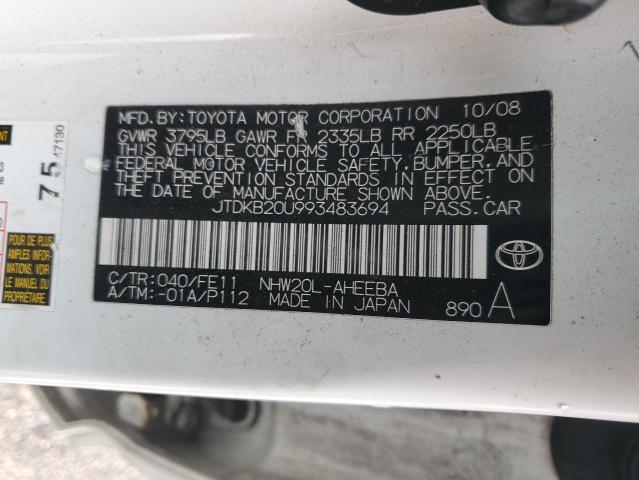 MFD. BY: TOYOTA MOTOR CORPORATION 10/08
GVWR 3795LB GAWR FR 2335LB RR 2250LB
THIS VEHICLE CONFORMS TO ALL APPLICABLE
FEDERAL MOTOR VEHICLE SAFETY, BUMPER, AND
THEFT PREVENTION STANDARDS IN EFFECT ON
THE DATE OF MANUFACTURE SHOWN ABOVE.
JTDKB20U993483694 PASS. CAR
C/TR: 040/FE11 NHW20L-AHEEBA
A/TM: -01A/P112 MADE IN JAPAN 890 A
TOYOTA
75
47130
POUR DE PLUS
AMPLES INFOR-
MATIONS, VOIR
LE MANUEL DU